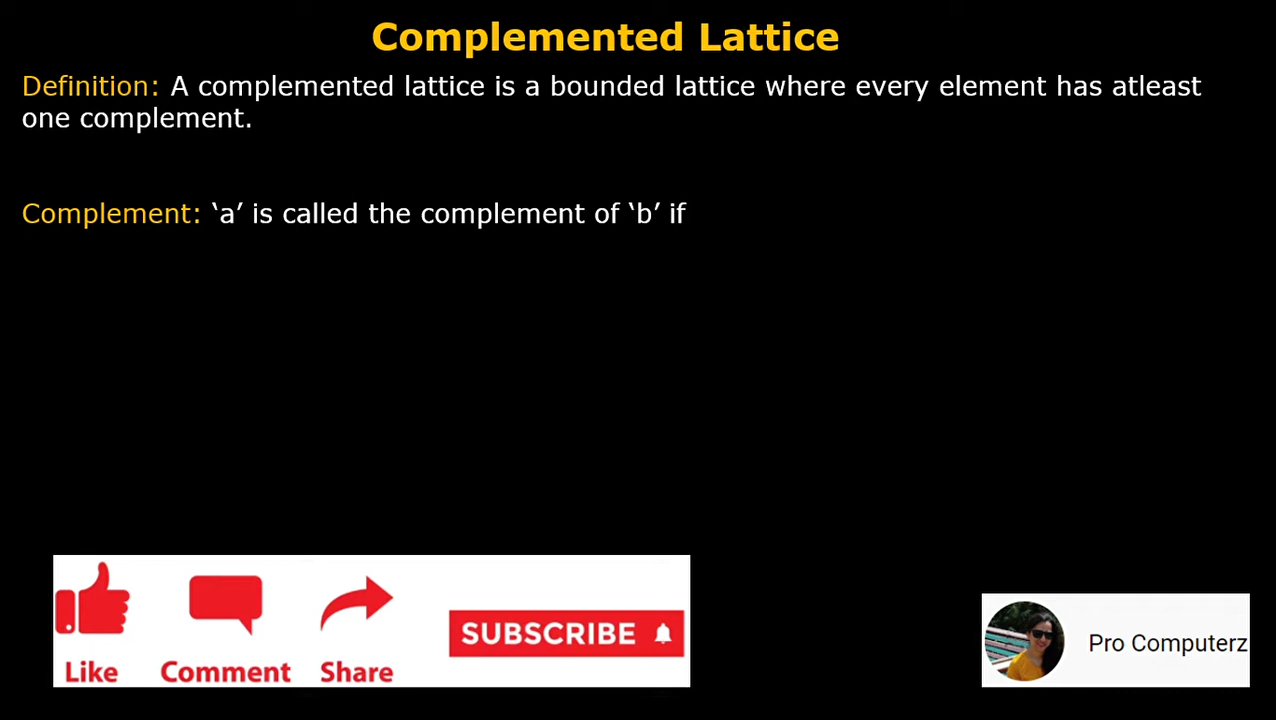 Complemented Lattice
Definition: A complemented lattice is a bounded lattice where every element has atleast
one complement.
Complement: ‘a’ is called the complement of ‘b’ if
Like
Comment
Share
SUBSCRIBE
Pro Computerz